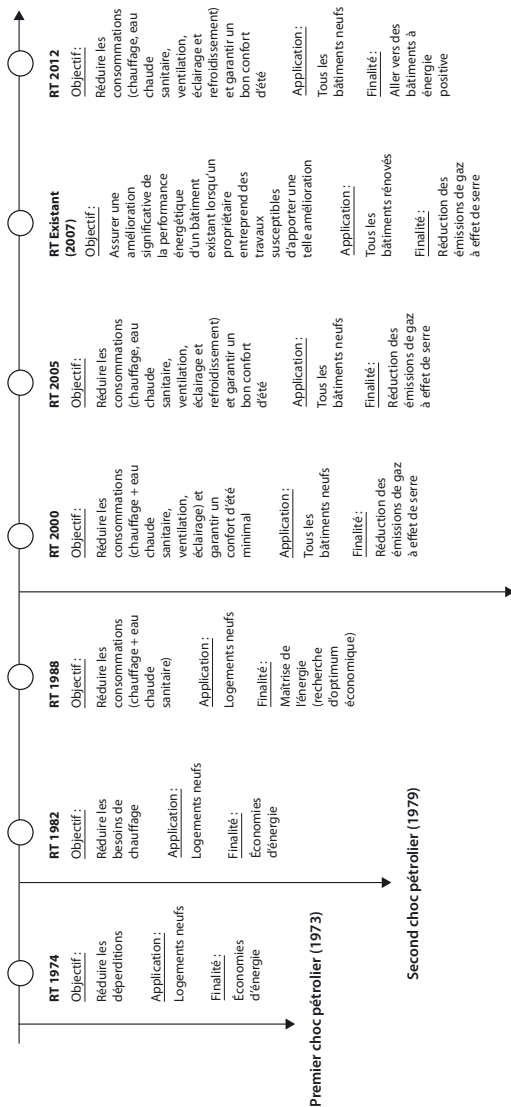 RT 1974
Objectif :
Réduire les
déperditions
Application :
Logements neufs
Finalité :
Économies
d'énergie
Premier choc pétrolier (1973)
RT 1982
Objectif :
Réduire les
besoins de
chauffage
Application :
Logements neufs
Finalité :
Économies
d'énergie
Second choc pétrolier (1979)
RT 1988
Objectif :
Réduire les
consommations
(chauffage + eau
chaude
sanitaire)
Application :
Logements neufs
Finalité :
Maîtrise de
l'énergie
(recherche
d'optimum
économique)
RT 2000
Objectif :
Réduire les
consommations
(chauffage + eau
chaude
sanitaire,
ventilation,
éclairage) et
garantir un
confort d'été
minimal
Application :
Tous les
bâtiments neufs
Finalité :
Réduction des
émissions de gaz
à effet de serre
RT 2005
Objectif :
Réduire les
consommations
(chauffage, eau
chaude
sanitaire,
ventilation,
éclairage et
refroidissement)
et garantir un
bon confort
d'été
Application :
Tous les
bâtiments neufs
Finalité :
Réduction des
émissions de gaz
à effet de serre
RT Existant
(2007)
Objectif :
Assurer une
amélioration
significative de
la performance
énergétique
d'un bâtiment
existant lorsqu'un
propriétaire
entreprend des
travaux
susceptibles
d'apporter une
telle amélioration
Application :
Tous les
bâtiments rénovés
Finalité :
Réduction des
émissions de gaz
à effet de serre
RT 2012
Objectif :
Réduire les
consommations
(chauffage, eau
chaude
sanitaire,
ventilation,
éclairage et
refroidissement)
et garantir un
bon confort
d'été
Application :
Tous les
bâtiments neufs
Finalité :
Aller vers des
bâtiments à
énergie
positive